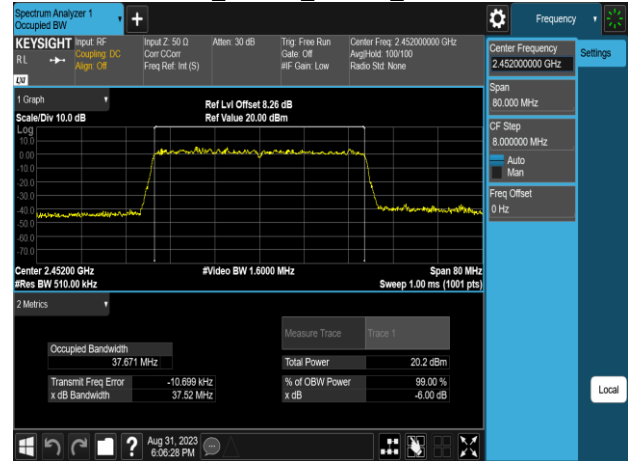 Spectrum Analyzer 1
Occupied BW
Frequency
KEYSIGHT
RL
LXI
Input: RF
Coupling: DC
Align: Off
Input Z: 50 Ω
Corr CCorr
Freq Ref: Int (S)
Atten: 30 dB
Trig: Free Run
Gate: Off
#IF Gain: Low
Center Freq: 2.452000000 GHz
Avg|Hold: 100/100
Radio Std: None
Center Frequency
2.452000000 GHz
Settings
Span
80.000 MHz
CF Step
8.000000 MHz
Auto
Man
Freq Offset
0 Hz
Local
1 Graph
Scale/Div 10.0 dB
Ref Lvl Offset 8.26 dB
Ref Value 20.00 dBm
Log
10.0
0.00
-10.0
-20.0
-30.0
-40.0
-50.0
-60.0
Center 2.45200 GHz
#Video BW 1.6000 MHz
Span 80 MHz
#Res BW 510.00 kHz
Sweep 1.00 ms (1001 pts)
2 Metrics
Measure Trace
Trace 1
Occupied Bandwidth
37.671 MHz
Total Power
20.2 dBm
Transmit Freq Error
-10.699 kHz
% of OBW Power
99.00 %
x dB Bandwidth
37.52 MHz
x dB
-6.00 dB
?
Aug 31, 2023
6:06:28 PM